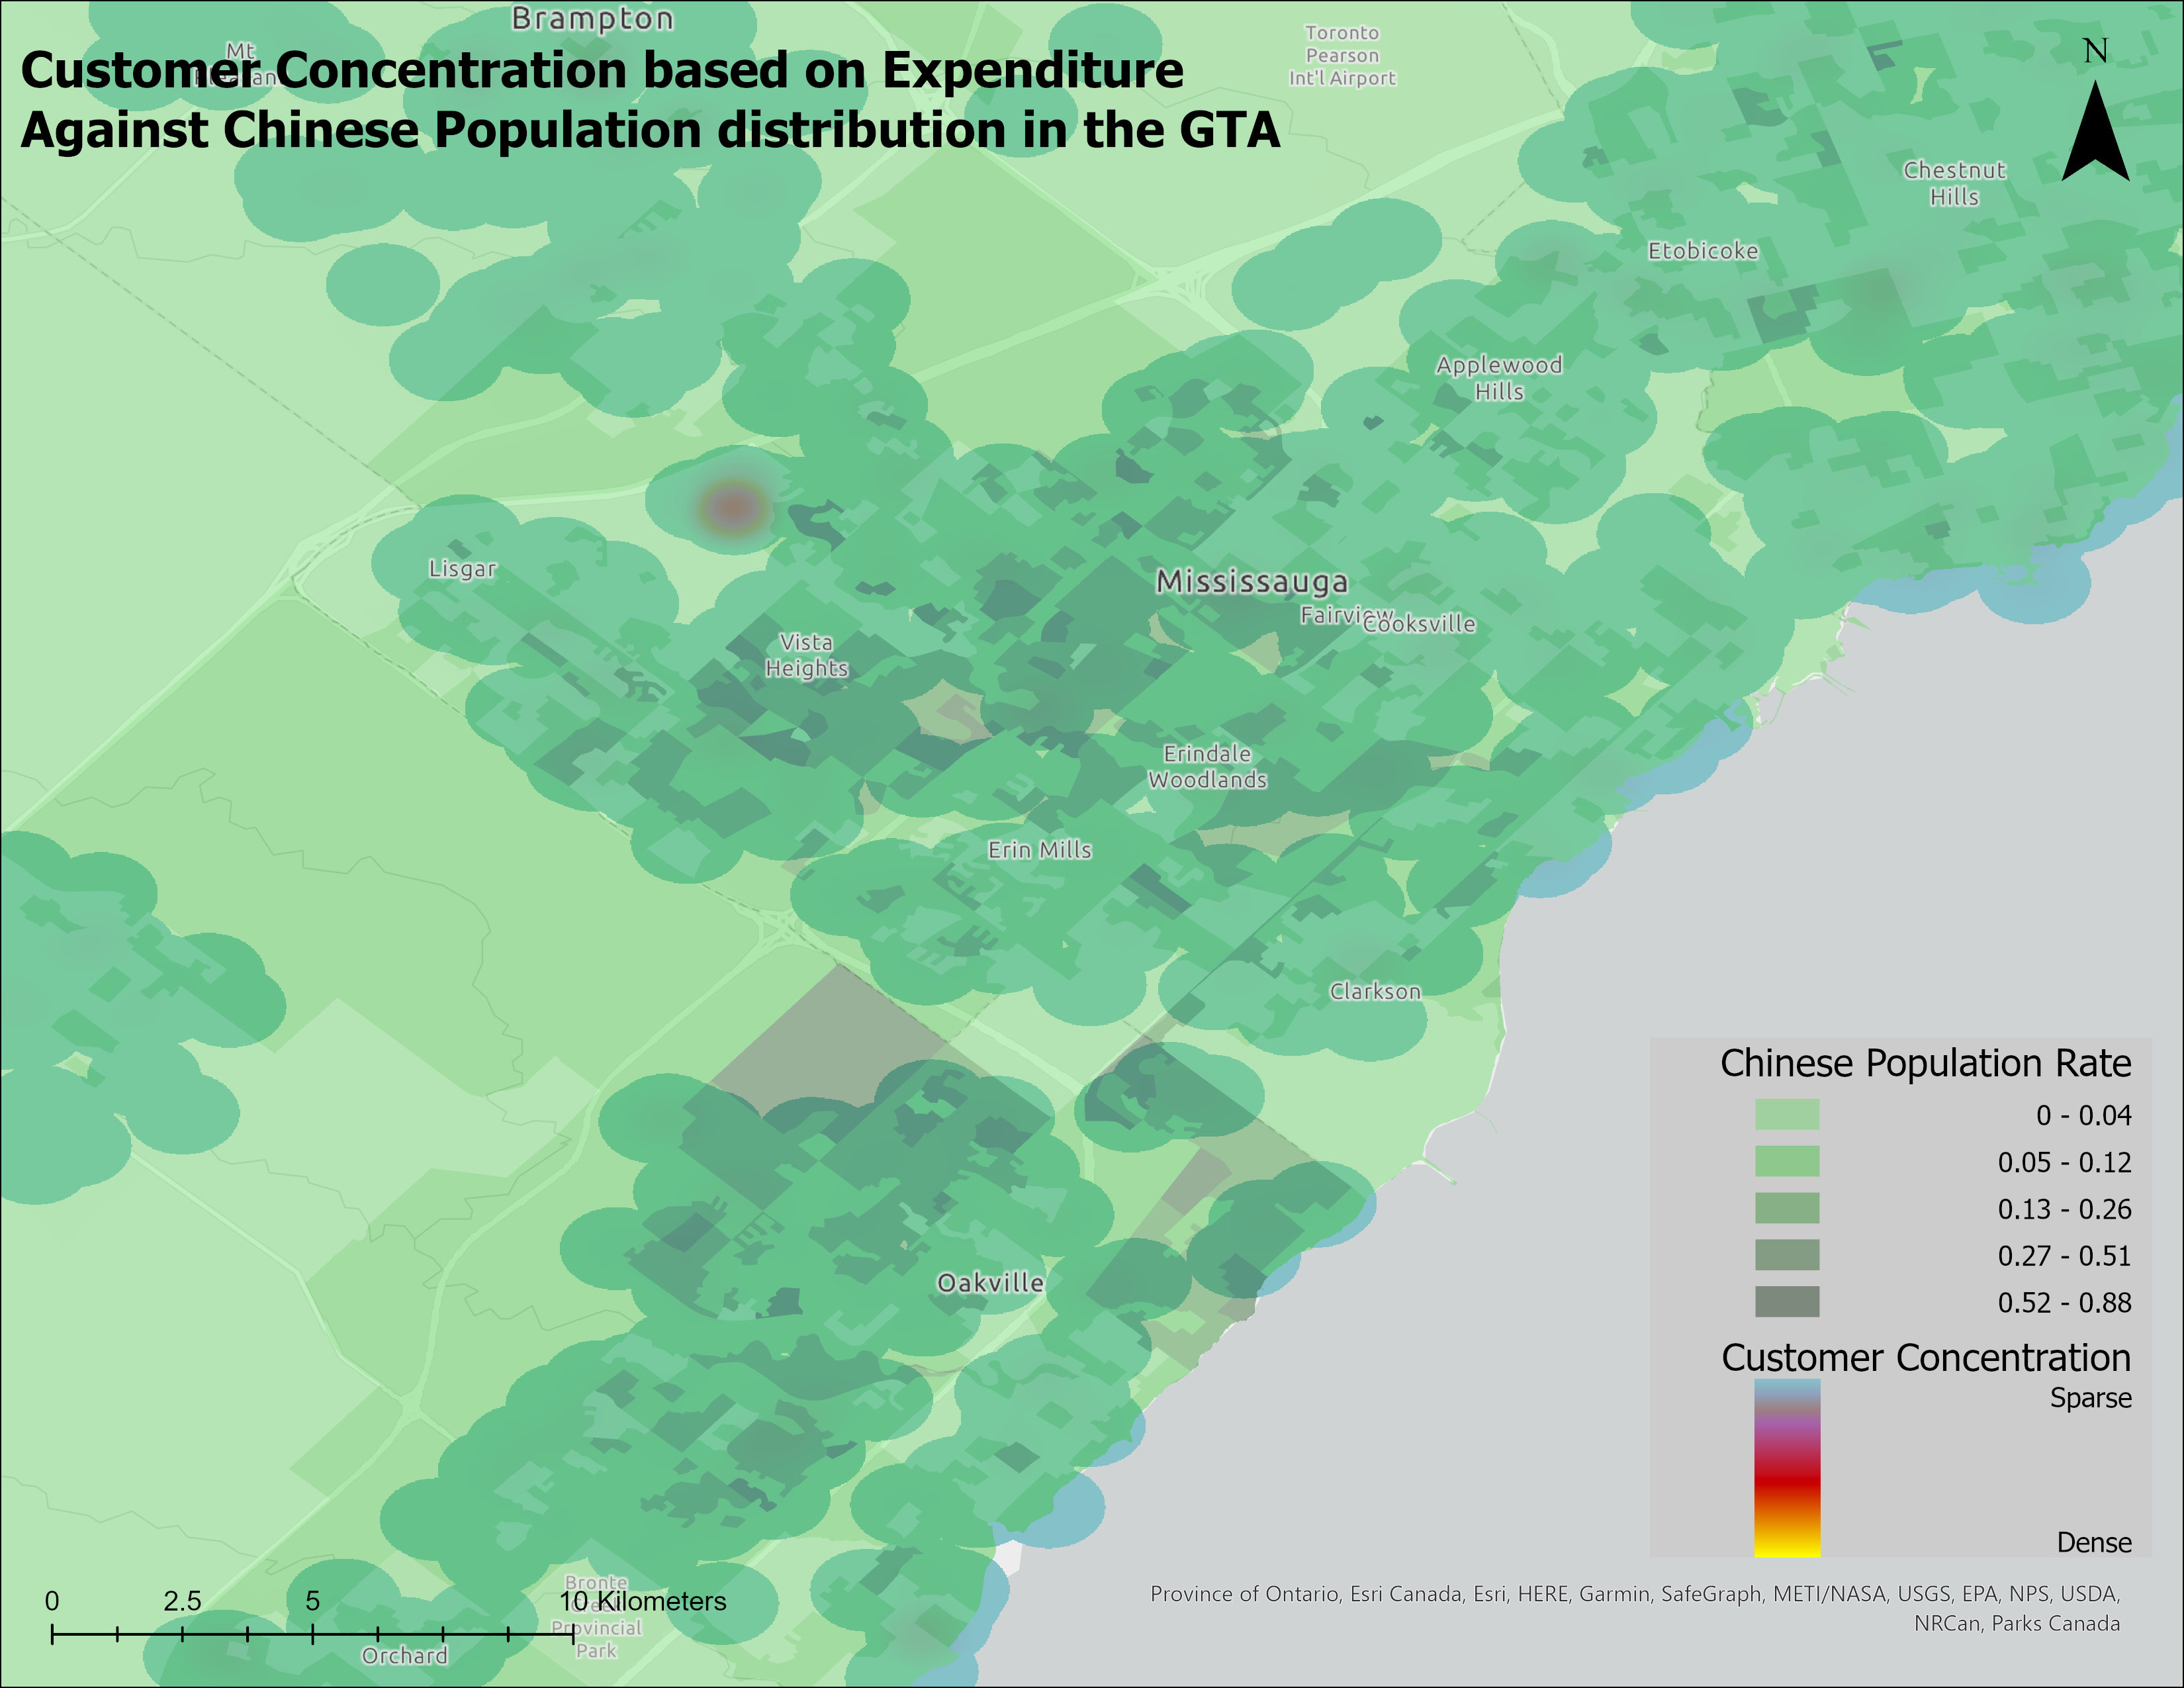 Brampton
Mt
Toronto
Pearson
Int'l Airport
Customer Concentration based on Expenditure
Against Chinese Population distribution in the GTA
N
Chestnut
Hills
Etobicoke
Applewood
Hills
Lisgar
Mississauga
Fairview
Cooksville
Vista
Heights
Erindale
Woodlands
Erin Mills
Clarkson
Oakville
Chinese Population Rate
0 - 0.04
0.05 - 0.12
0.13 - 0.26
0.27 - 0.51
0.52 - 0.88
Customer Concentration
Sparse
Dense
Province of Ontario, Esri Canada, Esri, HERE, Garmin, SafeGraph, METI/NASA, USGS, EPA, NPS, USDA,
NRCan, Parks Canada
0 2.5 5 10 Kilometers
Bronte
Creek
Provincial
Park
Orchard